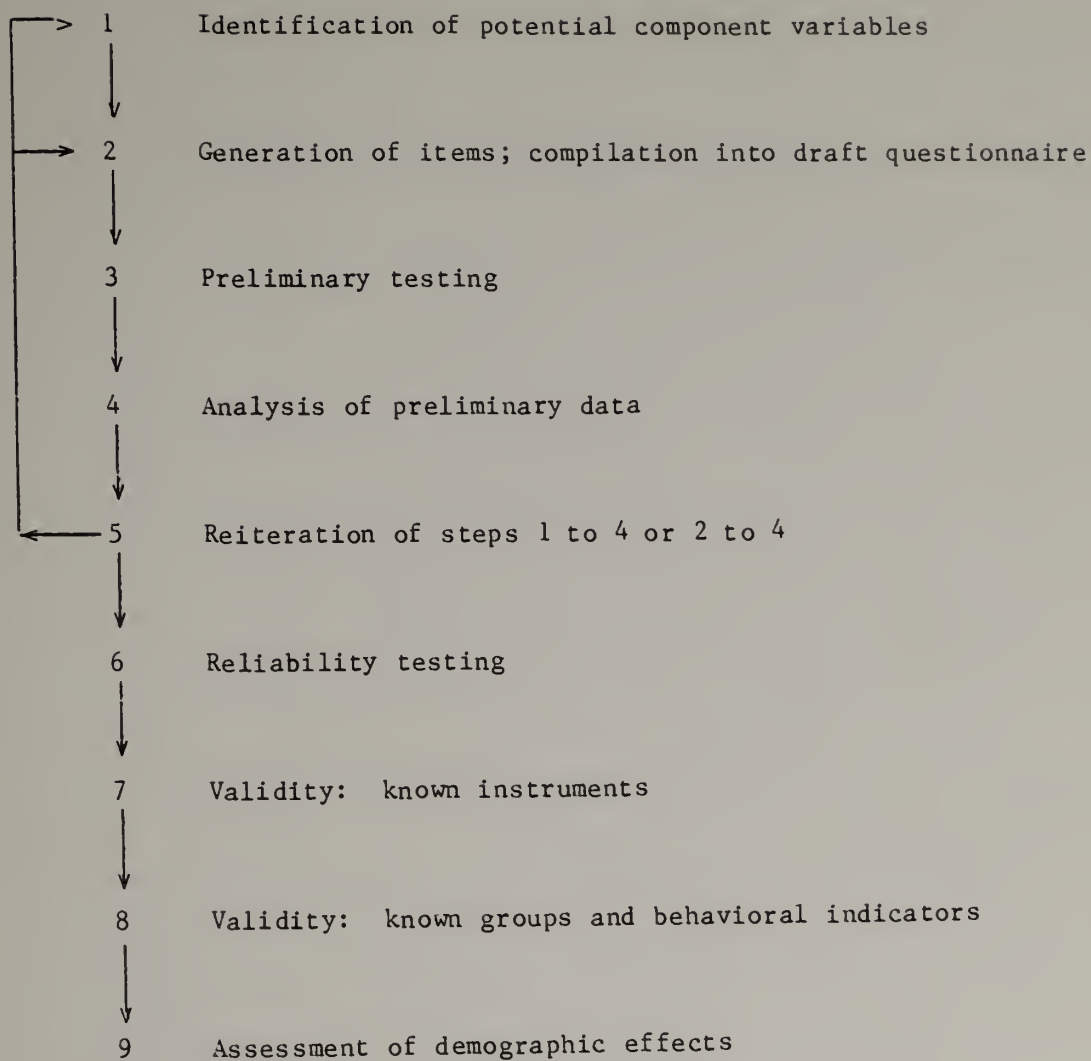 1 Identification of potential component variables
2 Generation of items; compilation into draft questionnaire
3 Preliminary testing
4 Analysis of preliminary data
5 Reiteration of steps 1 to 4 or 2 to 4
6 Reliability testing
7 Validity: known instruments
8 Validity: known groups and behavioral indicators
9 Assessment of demographic effects